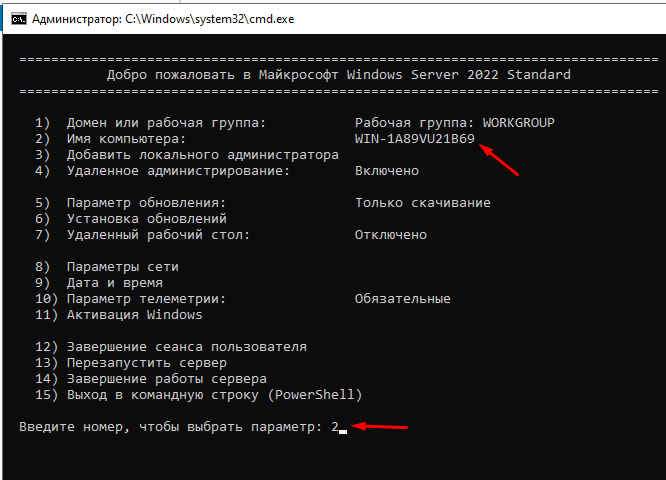 Администратор: C:\Windows\system32\cmd.exe
================================================================================
Добро пожаловать в Майкрософт Windows Server 2022 Standard
================================================================================
1) Домен или рабочая группа: Рабочая группа: WORKGROUP
2) Имя компьютера: WIN-1A89VU21B69
3) Добавить локального администратора
4) Удаленное администрирование: Включено
5) Параметр обновления: Только скачивание
6) Установка обновлений
7) Удаленный рабочий стол: Отключено
8) Параметры сети
9) Дата и время
10) Параметр телеметрии: Обязательные
11) Активация Windows
12) Завершение сеанса пользователя
13) Перезапустить сервер
14) Завершение работы сервера
15) Выход в командную строку (PowerShell)
Введите номер, чтобы выбрать параметр: 2